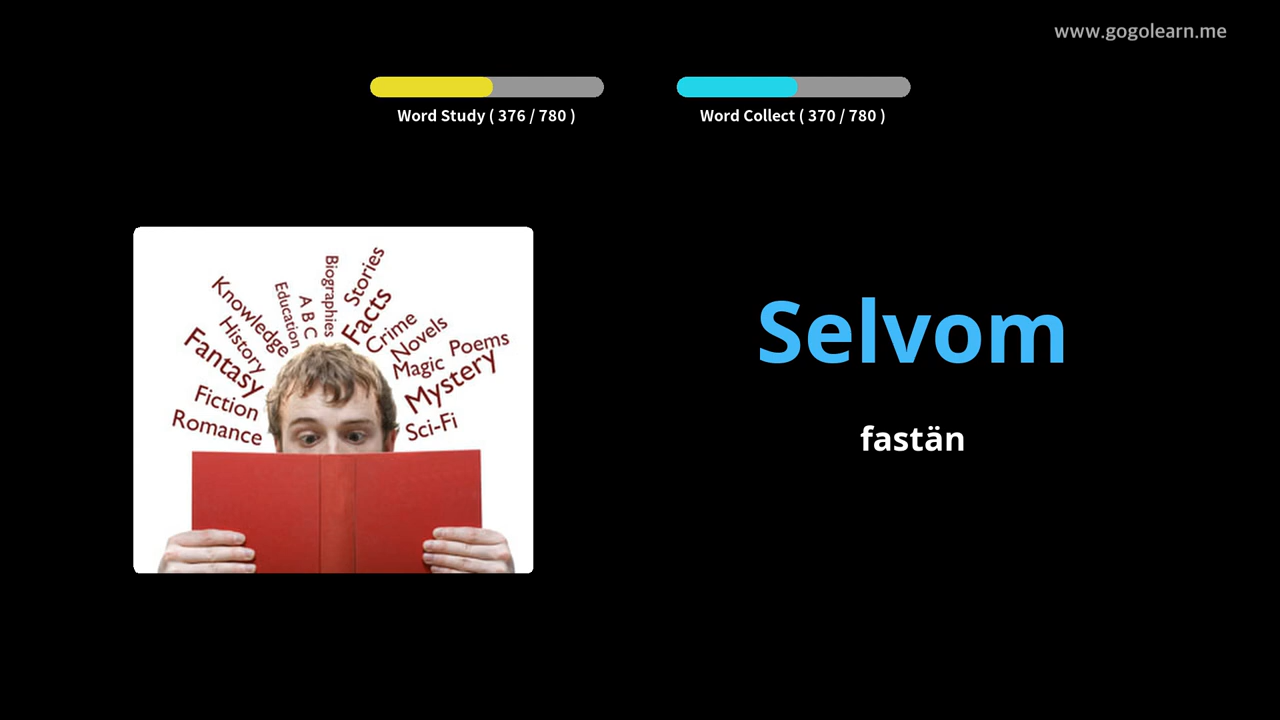 www.gogolearn.me
Word Study ( 376 / 780 )
Word Collect ( 370 / 780 )
Selvom
fastän
Knowledge
Education
A B C
Biographies
Stories
Facts
Crime
Novels
Poems
Magic
Mystery
Sci-Fi
History
Fantasy
Fiction
Romance